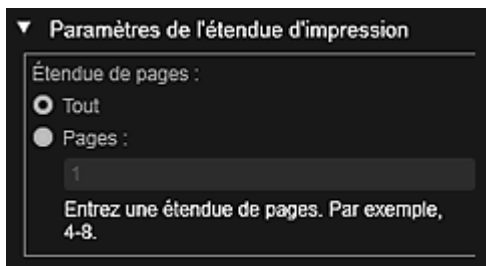 Paramètres de l'étendue d'impression
Étendue de pages :
Tout
Pages :
1
Entrez une étendue de pages. Par exemple,
4-8.